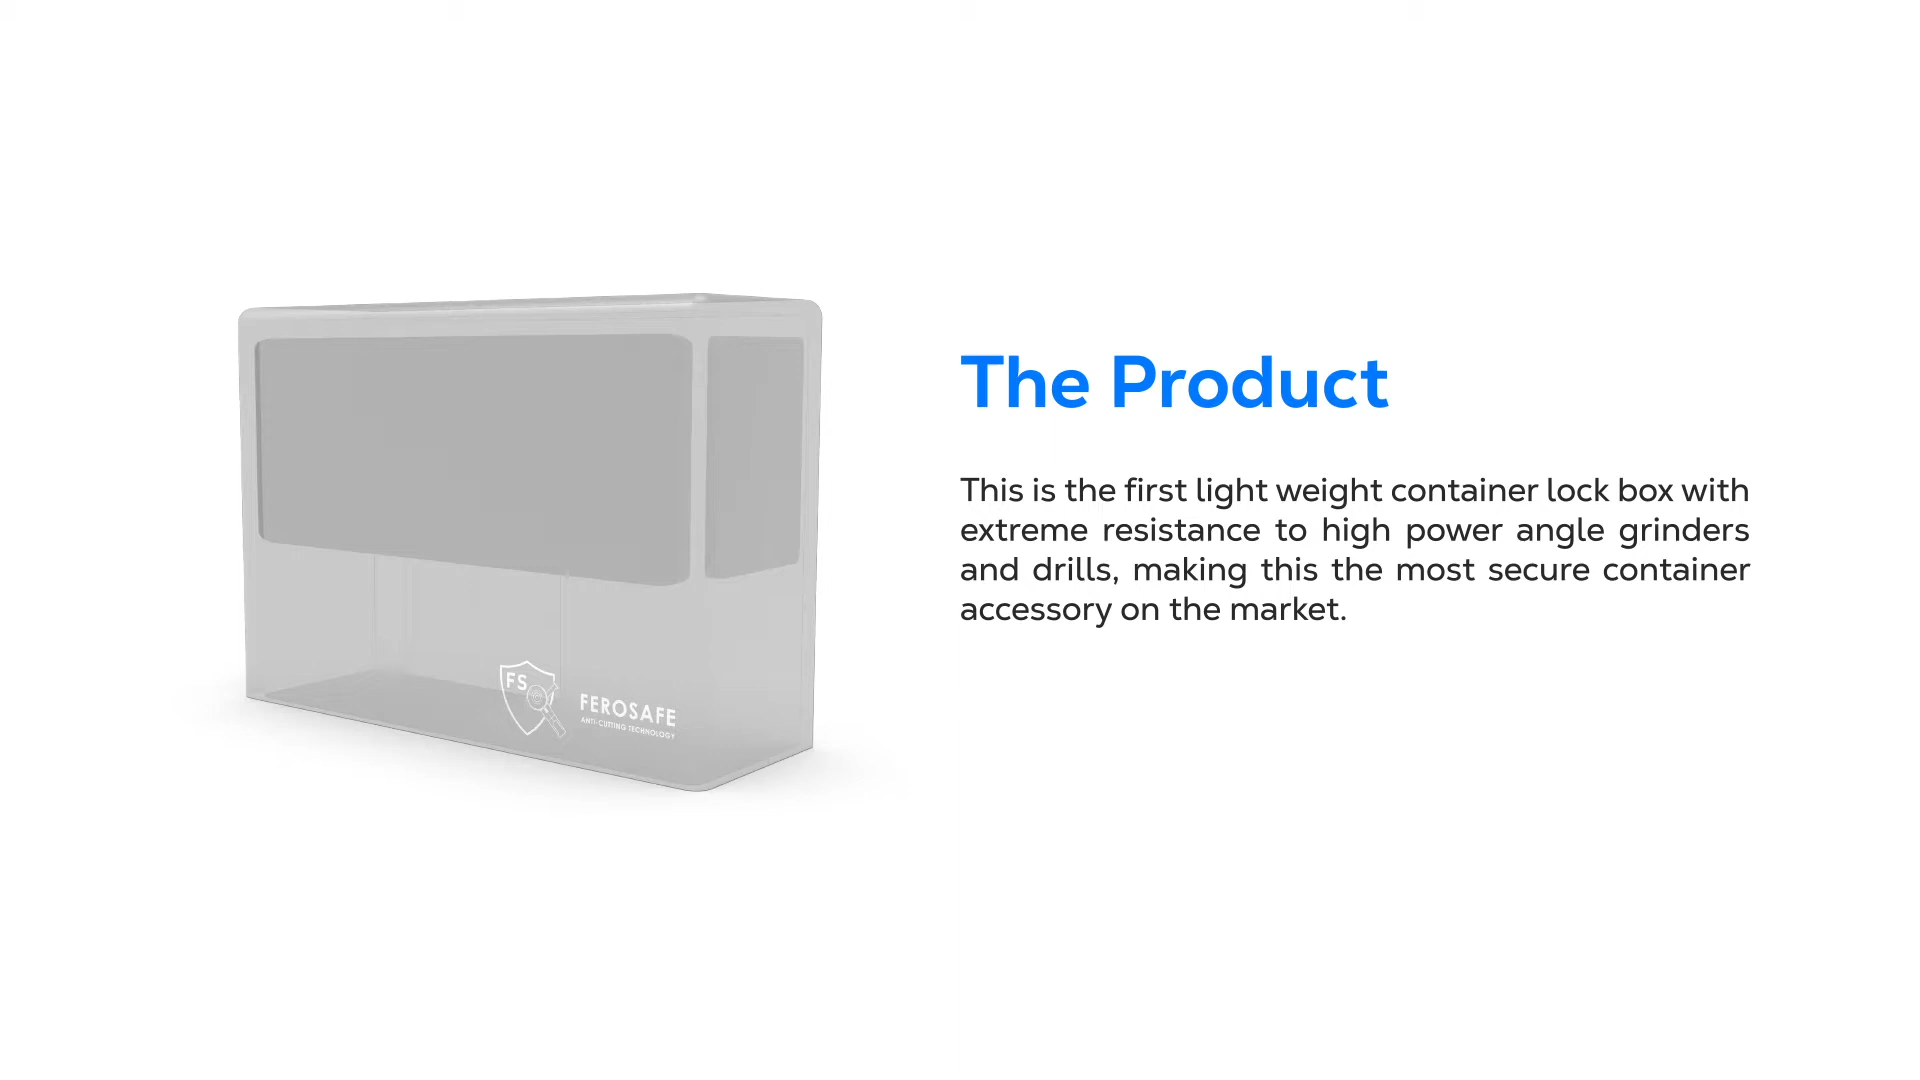 The Product
This is the first light weight container lock box with
extreme resistance to high power angle grinders
and drills, making this the most secure container
accessory on the market.
FS
FEROSAFE
ANTI-CUTTING TECHNOLOGY